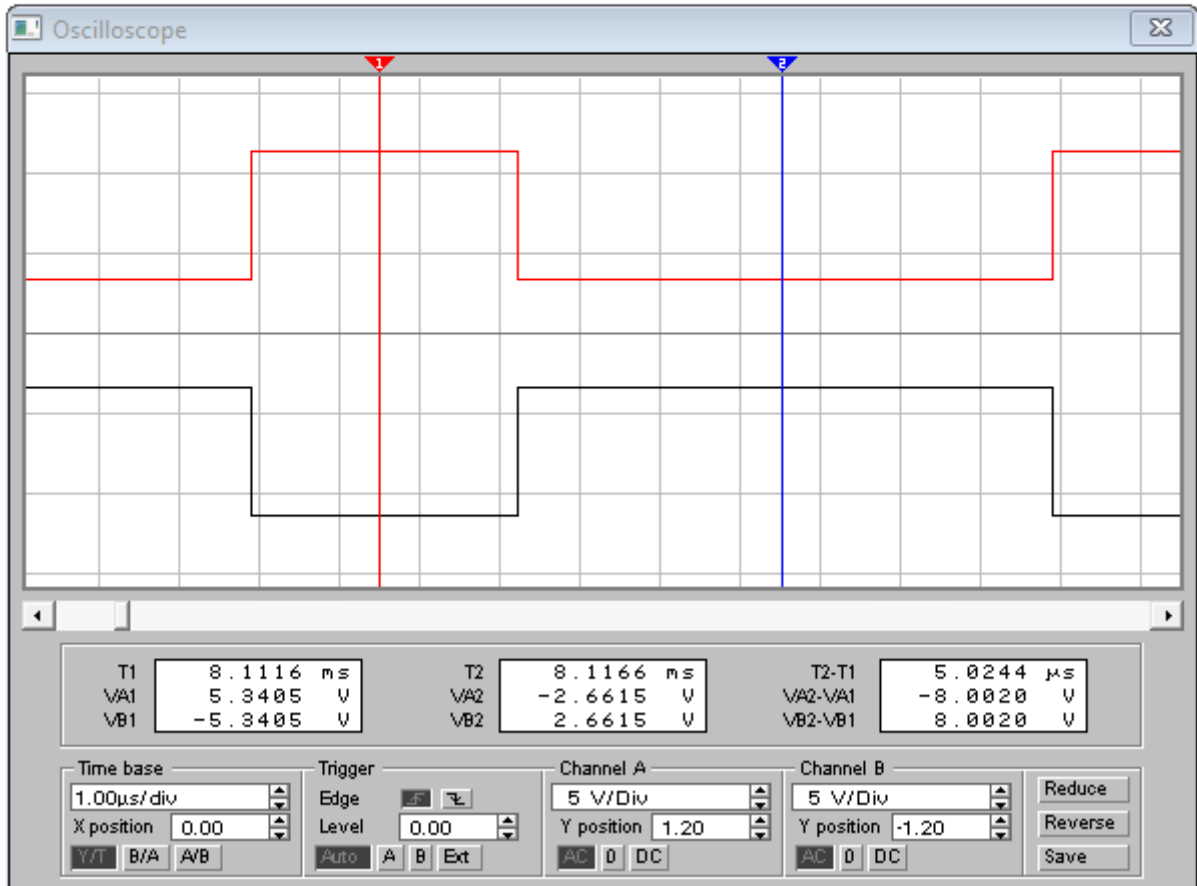 Oscilloscope
1 2
T1 8.1116 ms T2 8.1166 ms T2-T1 5.0244 µs
VA1 5.3405 V VA2 -2.6615 V VA2-VA1 -8.0020 V
VB1 -5.3405 V VB2 2.6615 V VB2-VB1 8.0020 V
Time base Trigger Channel A Channel B
1.00µs/div Edge 5 V/Div 5 V/Div Reduce
X position 0.00 Level 0.00 Y position 1.20 Y position -1.20 Reverse
Y/T B/A A/B Auto A B Ext AC 0 DC AC 0 DC Save